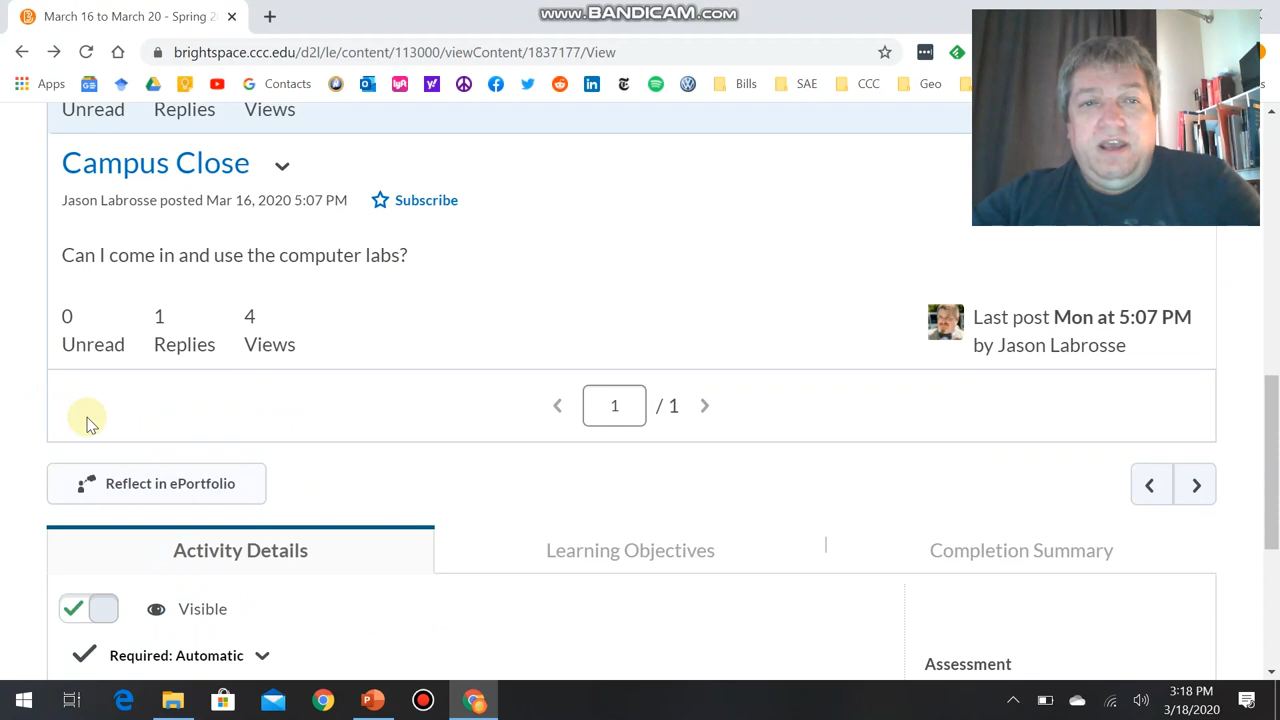 March 16 to March 20 - Spring 2
www.BANDICAM.com
brightspace.ccc.edu/d2l/le/content/113000/viewContent/1837177/View
Apps
Contacts
Bills
SAE
CCC
Geo
Unread Replies Views
Campus Close
Jason Labrosse posted Mar 16, 2020 5:07 PM Subscribe
Can I come in and use the computer labs?
0 1 4
Unread Replies Views
Last post Mon at 5:07 PM
by Jason Labrosse
1 / 1
Reflect in ePortfolio
Activity Details Learning Objectives Completion Summary
Visible
Required: Automatic
Assessment
3:18 PM
3/18/2020